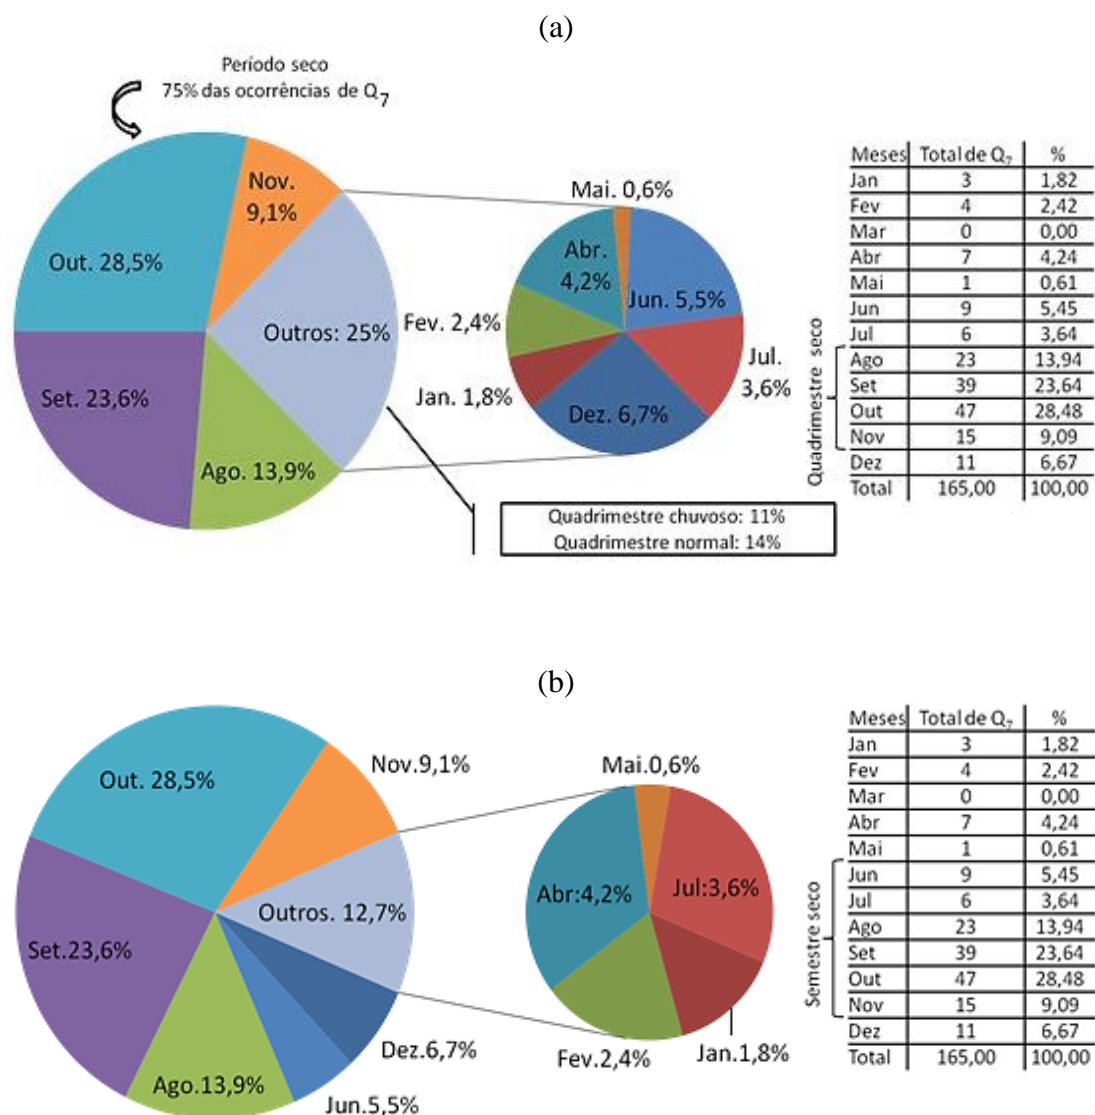 (a)
Período seco
75% das ocorrências de Q7
Nov.
9,1%
Out. 28,5%
Outros: 25%
Set. 23,6%
Ago. 13,9%
Mai. 0,6%
Abr.
4,2%
Jun. 5,5%
Fev. 2,4%
Jul.
3,6%
Jan. 1,8%
Dez. 6,7%
Quadrimestre chuvoso: 11%
Quadrimestre normal: 14%
Quadrimestre seco
Meses Total de Q7 %
Jan 3 1,82
Fev 4 2,42
Mar 0 0,00
Abr 7 4,24
Mai 1 0,61
Jun 9 5,45
Jul 6 3,64
Ago 23 13,94
Set 39 23,64
Out 47 28,48
Nov 15 9,09
Dez 11 6,67
Total 165,00 100,00
(b)
Out. 28,5%
Nov.9,1%
Outros. 12,7%
Set.23,6%
Dez.6,7%
Ago.13,9%
Jun.5,5%
Mai.0,6%
Abr:4,2%
Jul:3,6%
Fev.2,4%
Jan.1,8%
Semestre seco
Meses Total de Q7 %
Jan 3 1,82
Fev 4 2,42
Mar 0 0,00
Abr 7 4,24
Mai 1 0,61
Jun 9 5,45
Jul 6 3,64
Ago 23 13,94
Set 39 23,64
Out 47 28,48
Nov 15 9,09
Dez 11 6,67
Total 165,00 100,00